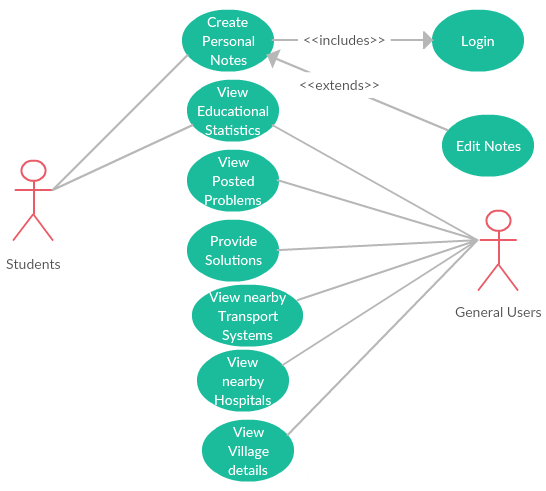 Create
Personal
Notes
<<includes>>
Login
<<extends>>
View
Educational
Statistics
Edit Notes
View
Posted
Problems
Provide
Solutions
Students
View nearby
Transport
Systems
General Users
View
nearby
Hospitals
View
Village
details